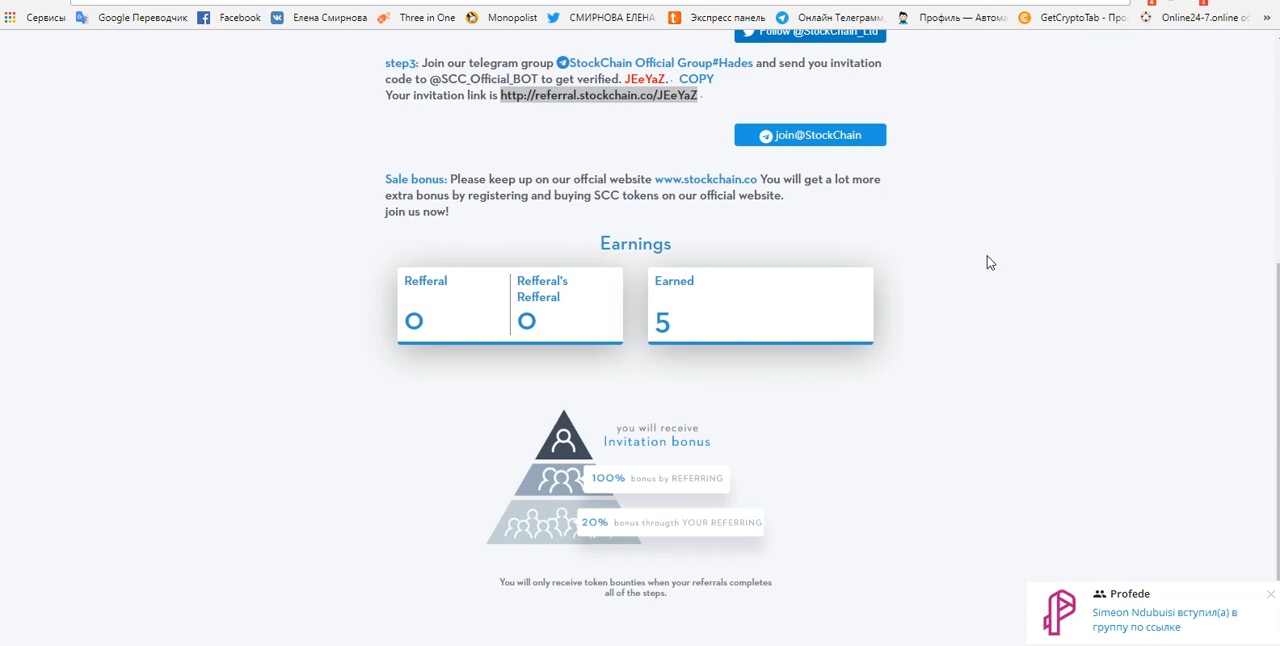 Сервисы Google Переводчик Facebook Елена Смирнова Three in One Monopolist СМИРНОВА ЕЛЕНА Экспресс панель Онлайн Телеграмм, Профиль — Автома GetCryptoTab - Про Online24-7.online о »
Follow @StockChain_Ltd
step3: Join our telegram group StockChain Official Group#Hades and send you invitation
code to @SCC_Official_BOT to get verified. JEeYaZ. COPY
Your invitation link is http://referral.stockchain.co/JEeYaZ
join@StockChain
Sale bonus: Please keep up on our offcial website www.stockchain.co You will get a lot more
extra bonus by registering and buying SCC tokens on our official website.
join us now!
Earnings
Refferal
0
Refferal's
Refferal
0
Earned
5
you will receive
Invitation bonus
100% bonus by REFERRING
20% bonus througth YOUR REFERRING
You will only receive token bounties when your referrals completes
all of the steps.
Profede
Simeon Ndubuisi вступил(а) в
группу по ссылке